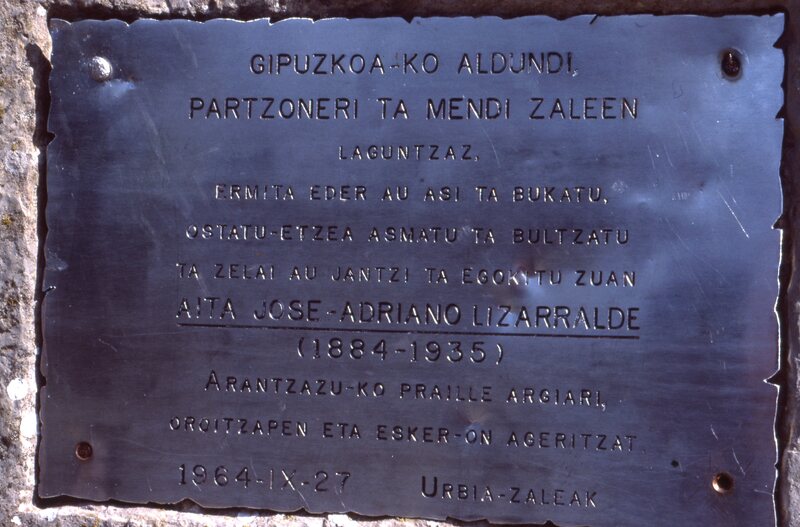 GIPUZKOA-KO ALDUNDI,
PARTZONERI TA MENDI ZALEEN
LAGUNTZAZ,
ERMITA EDER AU ASI TA BUKATU,
OSTATU-ETZEA ASMATU TA BULTZATU
TA ZELAI AU JANTZI TA EGOKITU ZUAN
AITA JOSE-ADRIANO LIZARRALDE
(1884-1935)
ARANTZAZU-KO PRAILLE ARGIARI,
OROITZAPEN ETA ESKER-ON AGERITZAT.
1964-IX-27 URBIA-ZALEAK